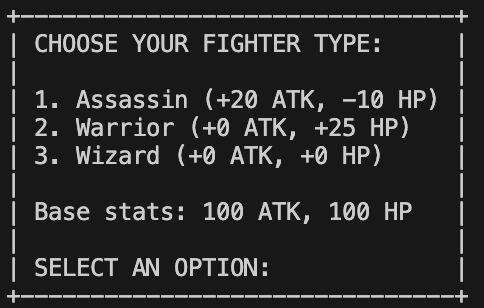 CHOOSE YOUR FIGHTER TYPE:
1. Assassin (+20 ATK, -10 HP)
2. Warrior (+0 ATK, +25 HP)
3. Wizard (+0 ATK, +0 HP)
Base stats: 100 ATK, 100 HP
SELECT AN OPTION: